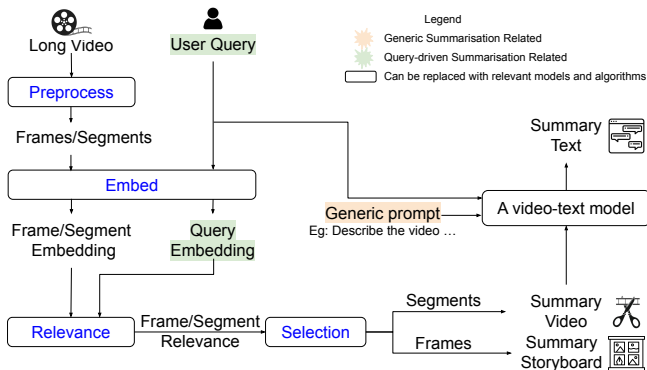 Legend
Generic Summarisation Related
Query-driven Summarisation Related
Can be replaced with relevant models and algorithms
Long Video
User Query
Preprocess
Frames/Segments
Embed
Frame/Segment
Embedding
Query
Embedding
Generic prompt
Eg: Describe the video ...
Summary
Text
A video-text model
Relevance
Frame/Segment
Relevance
Selection
Segments
Frames
Summary
Video
Summary
Storyboard